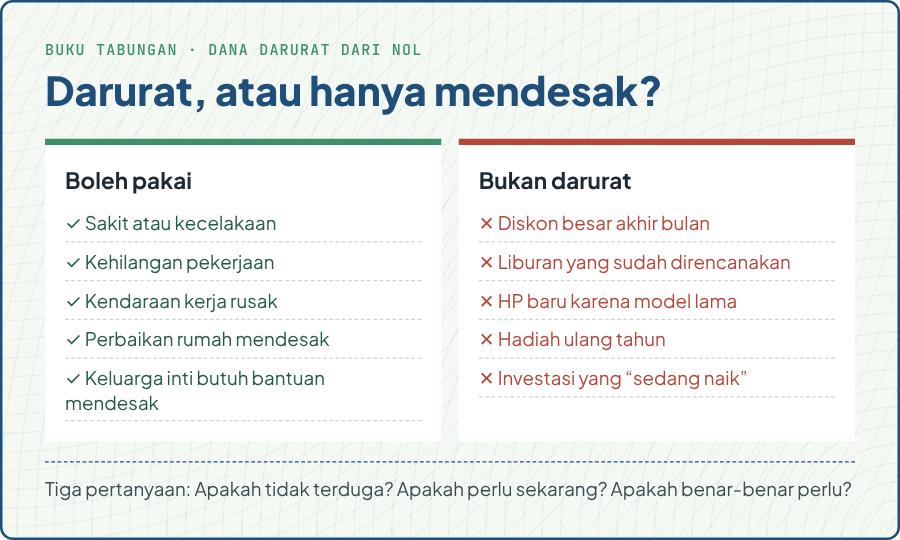 BUKU TABUNGAN · DANA DARURAT DARI NOL
Darurat, atau hanya mendesak?
Boleh pakai
✓ Sakit atau kecelakaan
✓ Kehilangan pekerjaan
✓ Kendaraan kerja rusak
✓ Perbaikan rumah mendesak
✓ Keluarga inti butuh bantuan
mendesak
Bukan darurat
✕ Diskon besar akhir bulan
✕ Liburan yang sudah direncanakan
✕ HP baru karena model lama
✕ Hadiah ulang tahun
✕ Investasi yang “sedang naik”
Tiga pertanyaan: Apakah tidak terduga? Apakah perlu sekarang? Apakah benar-benar perlu?